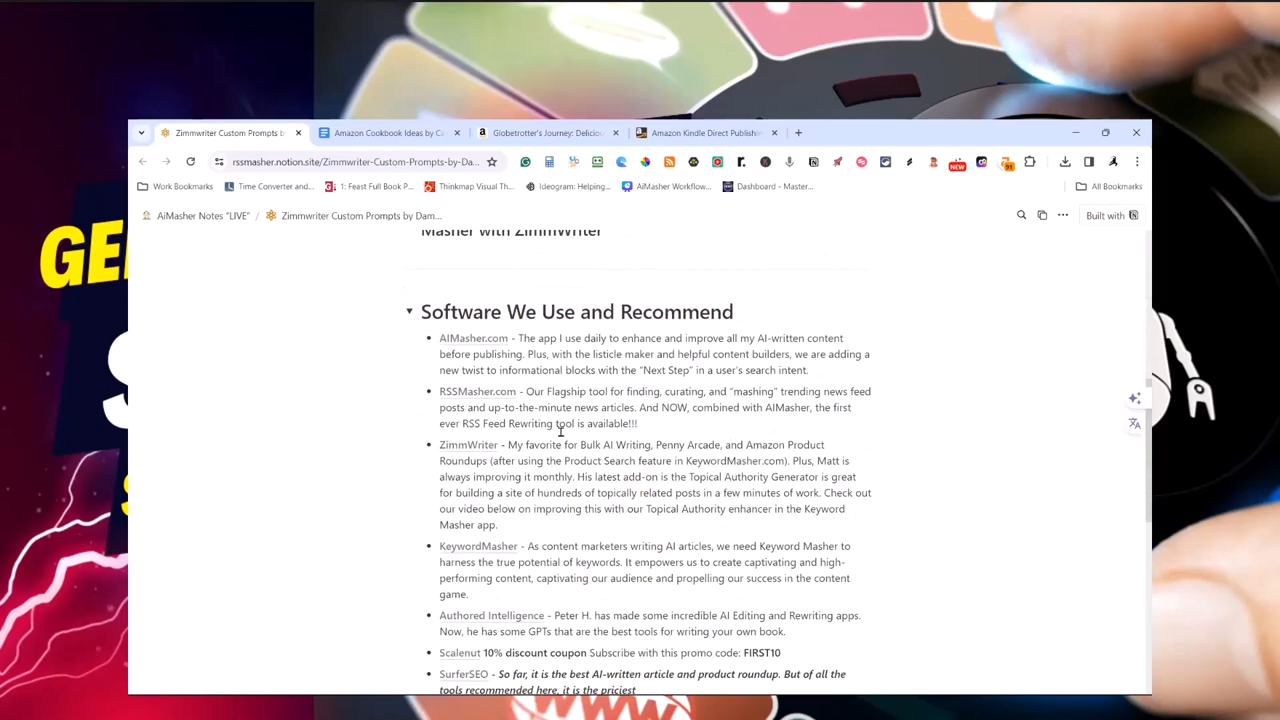 GE
S
Zimmwriter Custom Prompts b
Amazon Cookbook Ideas by C
Globetrotter's Journey: Delicio
Amazon Kindle Direct Publishin
rssmasher.notion.site/Zimmwriter-Custom-Prompts-by-Da...
NEW
91
Work Bookmarks
Time Converter and...
1: Feast Full Book P...
Thinkmap Visual Th...
Ideogram: Helping...
AiMasher Workflow...
Dashboard - Master...
All Bookmarks
AiMasher Notes "LIVE" / Zimmwriter Custom Prompts by Dam...
Built with
Masher with ZimmWriter
Software We Use and Recommend
AIMasher.com - The app I use daily to enhance and improve all my AI-written content
before publishing. Plus, with the listicle maker and helpful content builders, we are adding a
new twist to informational blocks with the "Next Step" in a user's search intent.
RSSMasher.com - Our Flagship tool for finding, curating, and "mashing" trending news feed
posts and up-to-the-minute news articles. And NOW, combined with AIMasher, the first
ever RSS Feed Rewriting tool is available!!!
ZimmWriter - My favorite for Bulk AI Writing, Penny Arcade, and Amazon Product
Roundups (after using the Product Search feature in KeywordMasher.com). Plus, Matt is
always improving it monthly. His latest add-on is the Topical Authority Generator is great
for building a site of hundreds of topically related posts in a few minutes of work. Check out
our video below on improving this with our Topical Authority enhancer in the Keyword
Masher app.
KeywordMasher - As content marketers writing AI articles, we need Keyword Masher to
harness the true potential of keywords. It empowers us to create captivating and high-
performing content, captivating our audience and propelling our success in the content
game.
Authored Intelligence - Peter H. has made some incredible AI Editing and Rewriting apps.
Now, he has some GPTs that are the best tools for writing your own book.
Scalenut 10% discount coupon Subscribe with this promo code: FIRST10
SurferSEO - So far, it is the best AI-written article and product roundup. But of all the
tools recommended here, it is the priciest
WWW